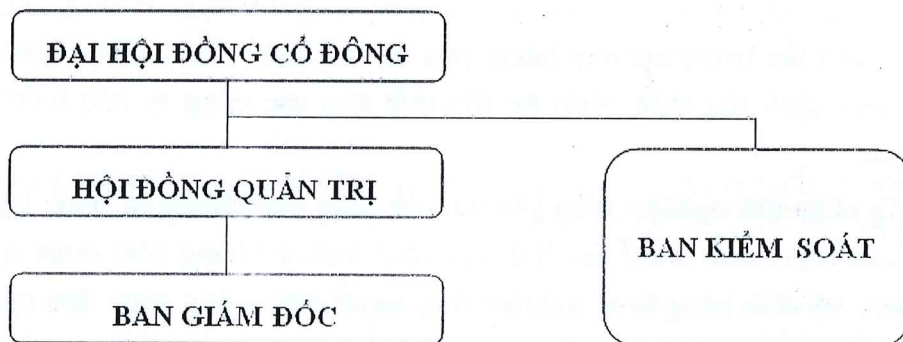 ĐẠI HỘI ĐỒNG CỔ ĐÔNG
HỘI ĐỒNG QUẢN TRỊ
BAN KIỂM SOÁT
BAN GIÁM ĐỐC